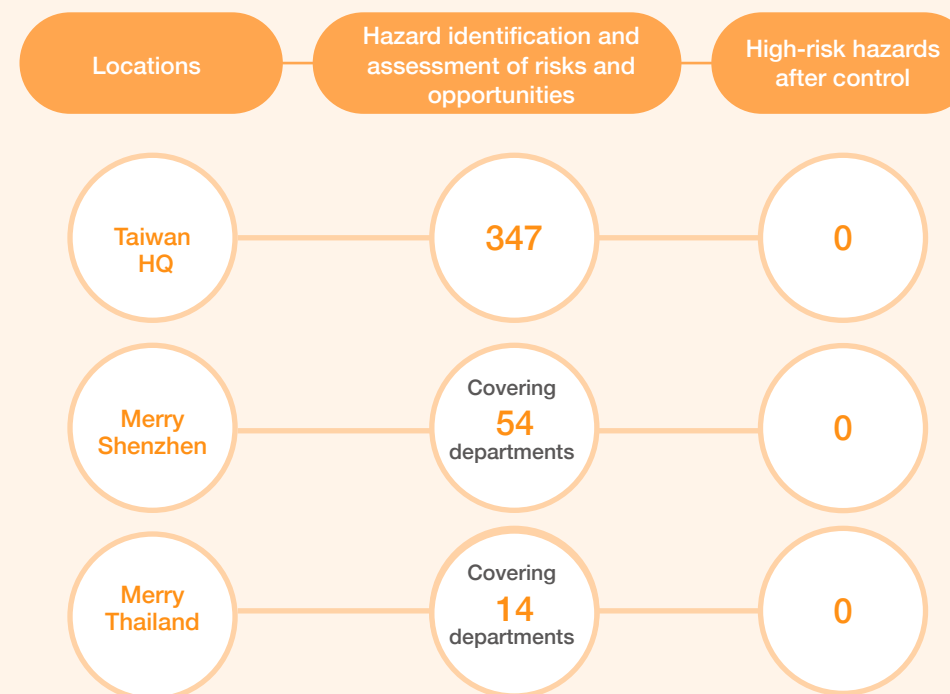 Locations
Hazard identification and
assessment of risks and
opportunities
High-risk hazards
after control
Taiwan
HQ
347
0
Merry
Shenzhen
Covering
54
departments
0
Merry
Thailand
Covering
14
departments
0